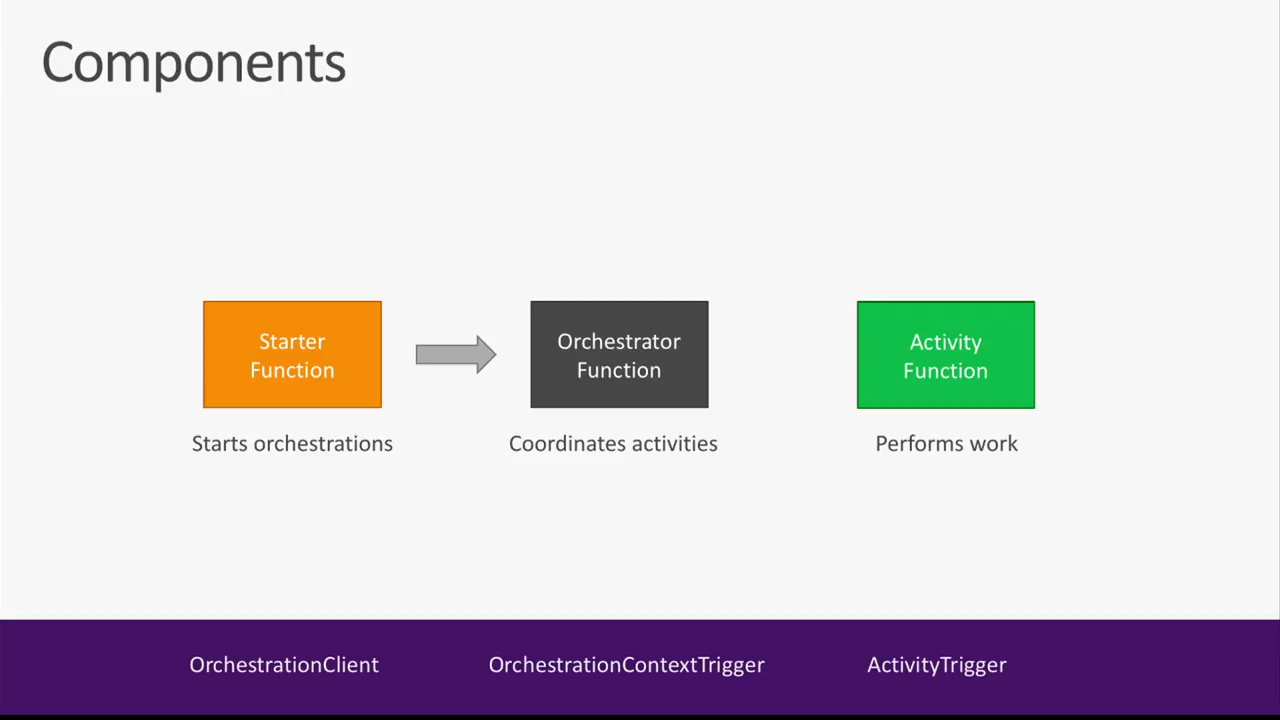 Components
Starter
Function
Orchestrator
Function
Activity
Function
Starts orchestrations
Coordinates activities
Performs work
OrchestrationClient
OrchestrationContextTrigger
ActivityTrigger